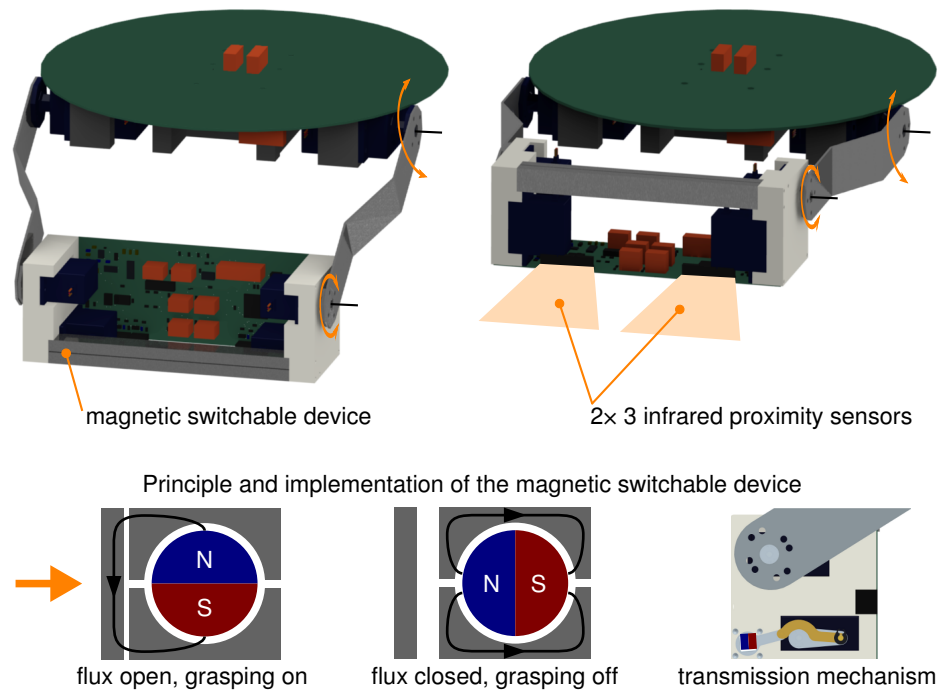 magnetic switchable device
2× 3 infrared proximity sensors
Principle and implementation of the magnetic switchable device
N
S
N S
flux open, grasping on
flux closed, grasping off
transmission mechanism